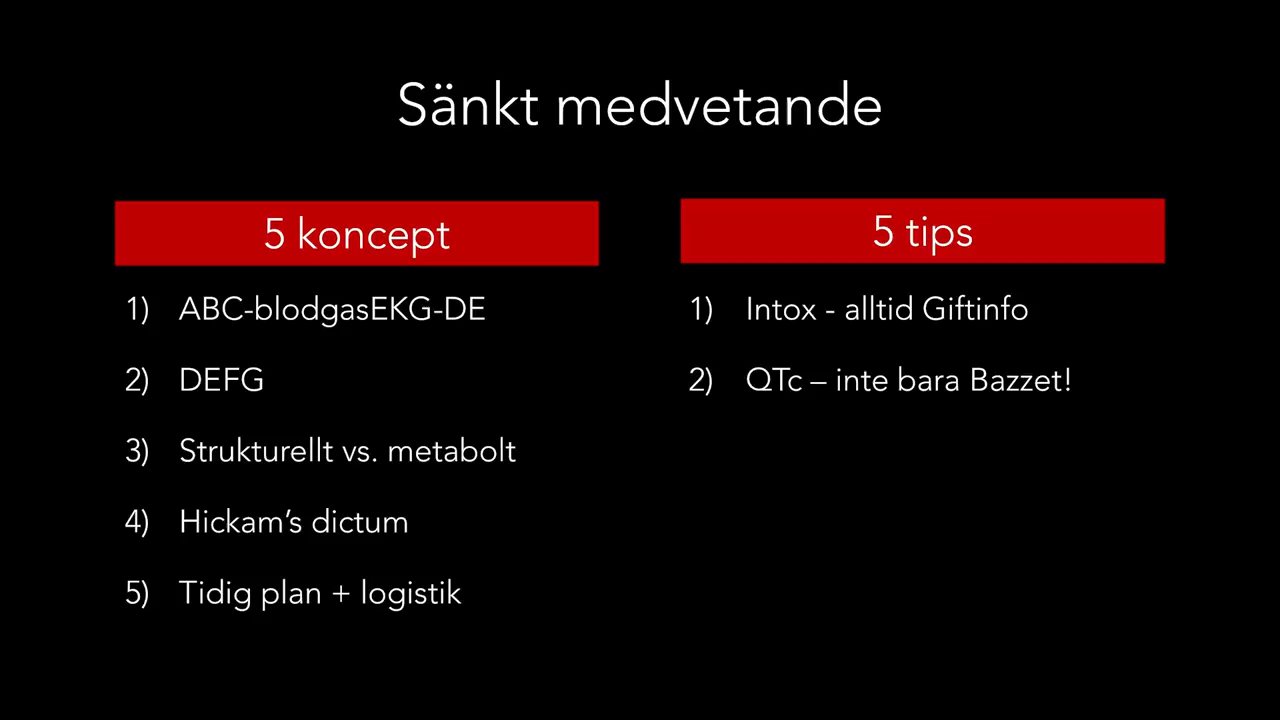 Sänkt medvetande
5 koncept
1) ABC-blodgasEKG-DE
2) DEFG
3) Strukturellt vs. metabolt
4) Hickam’s dictum
5) Tidig plan + logistik
5 tips
1) Intox - alltid Giftinfo
2) QTc – inte bara Bazzet!